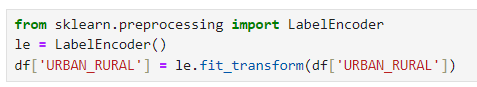 from sklearn.preprocessing import LabelEncoder
le = LabelEncoder()
df['URBAN_RURAL'] = le.fit_transform(df['URBAN_RURAL'])